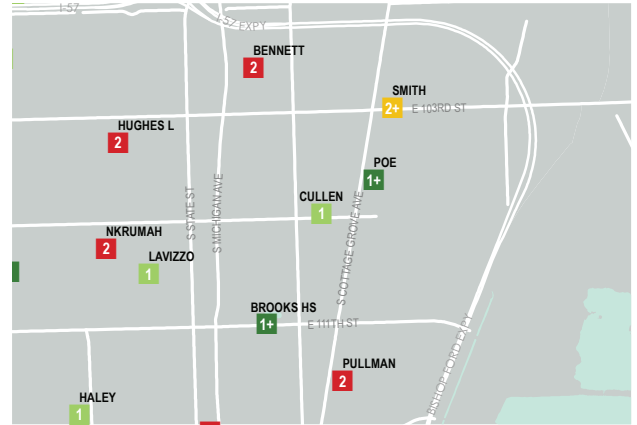 I-57
I-57 EXPY
BENNETT
2
SMITH
2+
E 103RD ST
HUGHES L
2
POE
1+
CULLEN
1
S STATE ST
S MICHIGAN AVE
S COTTAGE GROVE AVE
NKRUMAH
2
LAVIZZO
1
BROOKS HS
1+
E 111TH ST
PULLMAN
2
BISHOP FORD EXPY
HALEY
1